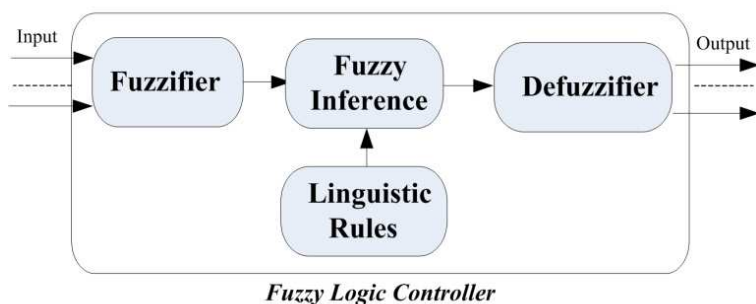 Input
Output
Fuzzifier
Fuzzy
Inference
Defuzzifier
Linguistic
Rules
Fuzzy Logic Controller